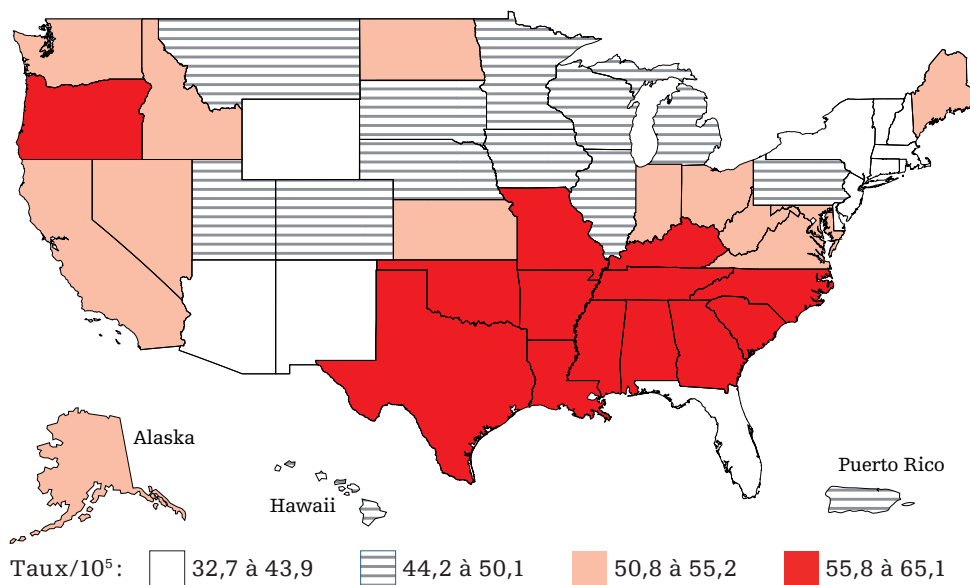 Alaska
Hawaii
Puerto Rico
Taux/10⁵: 32,7 à 43,9 44,2 à 50,1 50,8 à 55,2 55,8 à 65,1